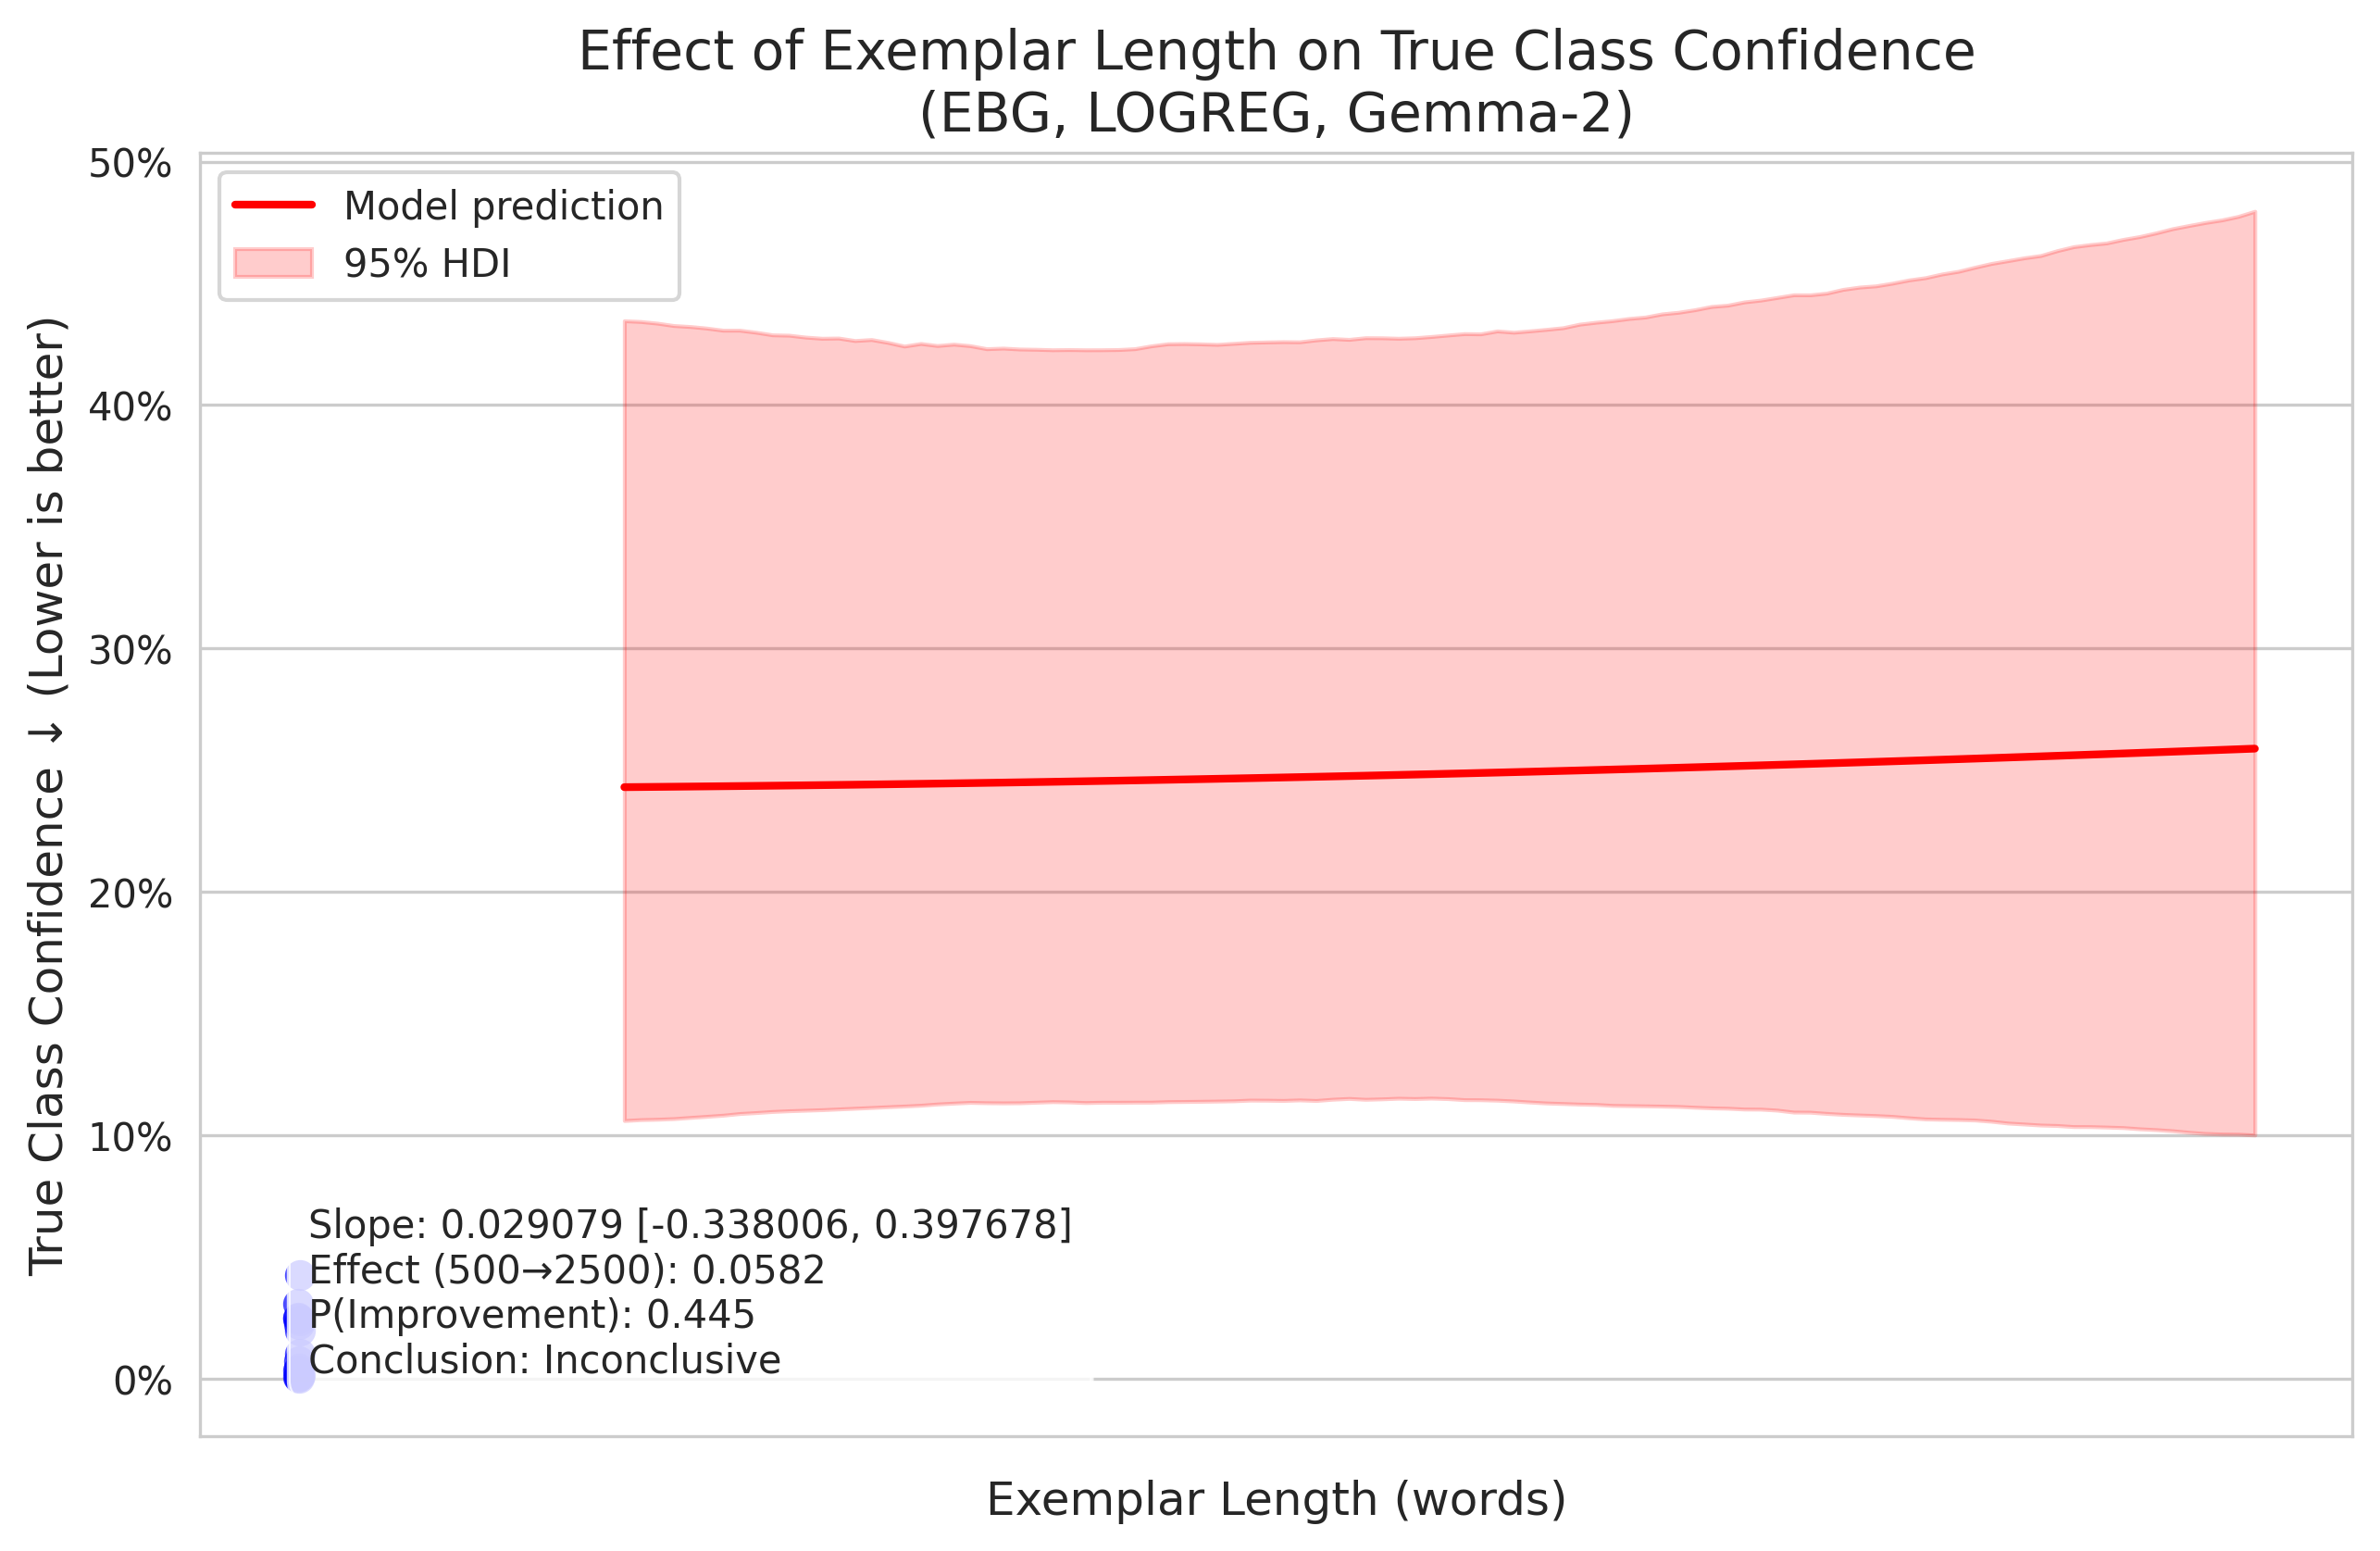 Effect of Exemplar Length on True Class Confidence
(EBG, LOGREG, Gemma-2)
True Class Confidence ↓ (Lower is better)
50%
40%
30%
20%
10%
0%
Model prediction
95% HDI
Slope: 0.029079 [-0.338006, 0.397678]
Effect (500→2500): 0.0582
P(Improvement): 0.445
Conclusion: Inconclusive
Exemplar Length (words)